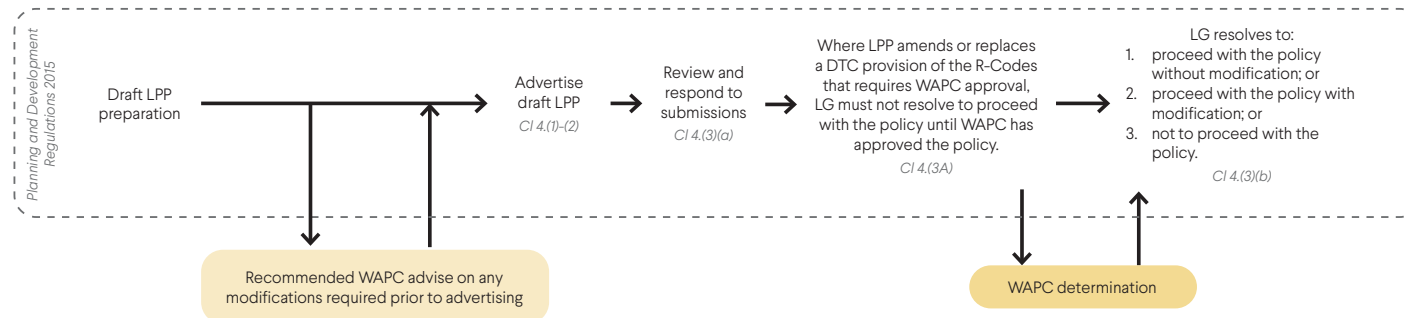 Planning and Development
Regulations 2015
Draft LPP
preparation
Advertise
draft LPP
Cl 4.(1)-(2)
Review and
respond to
submissions
Cl 4.(3)(a)
Where LPP amends or replaces
a DTC provision of the R-Codes
that requires WAPC approval,
LG must not resolve to proceed
with the policy until WAPC has
approved the policy.
Cl 4.(3A)
LG resolves to:
1. proceed with the policy
without modification; or
2. proceed with the policy with
modification; or
3. not to proceed with the
policy.
Cl 4.(3)(b)
Recommended WAPC advise on any
modifications required prior to advertising
WAPC determination